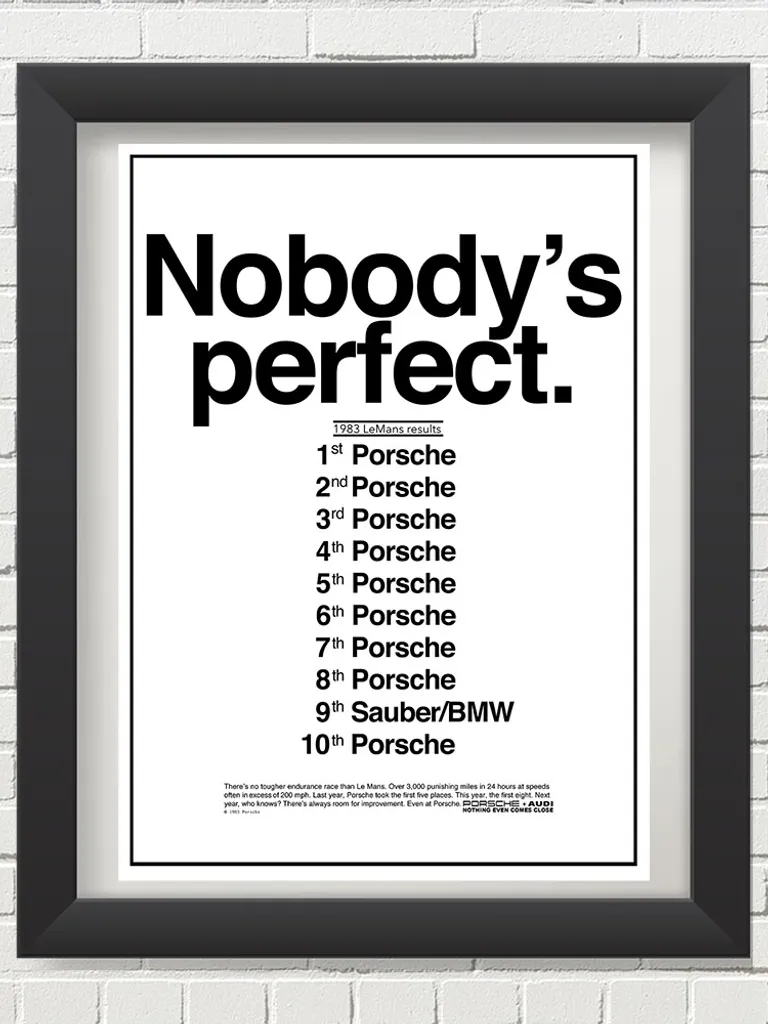 Nobody's
perfect.
1983 LeMans results
1st Porsche
2nd Porsche
3rd Porsche
4th Porsche
5th Porsche
6th Porsche
7th Porsche
8th Porsche
9th Sauber/BMW
10th Porsche
There's no tougher endurance race than Le Mans. Over 3,000 punishing miles in 24 hours at speeds
often in excess of 200 mph. Last year, Porsche took the first five places. This year, the first eight. Next
year, who knows? There's always room for improvement. Even at Porsche. PORSCHE + AUDI
NOTHING EVEN COMES CLOSE
© 1983 Porsche